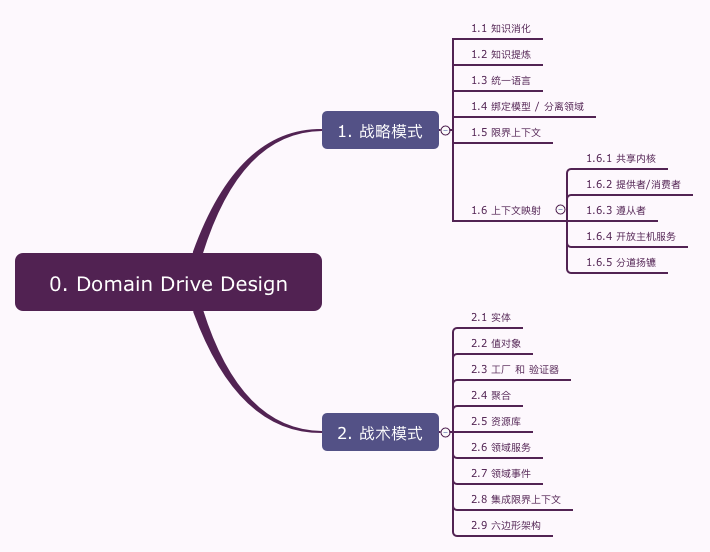 0. Domain Drive Design
1. 战略模式
1.1 知识消化
1.2 知识提炼
1.3 统一语言
1.4 绑定模型 / 分离领域
1.5 限界上下文
1.6 上下文映射
1.6.1 共享内核
1.6.2 提供者/消费者
1.6.3 遵从者
1.6.4 开放主机服务
1.6.5 分道扬镳
2. 战术模式
2.1 实体
2.2 值对象
2.3 工厂 和 验证器
2.4 聚合
2.5 资源库
2.6 领域服务
2.7 领域事件
2.8 集成限界上下文
2.9 六边形架构